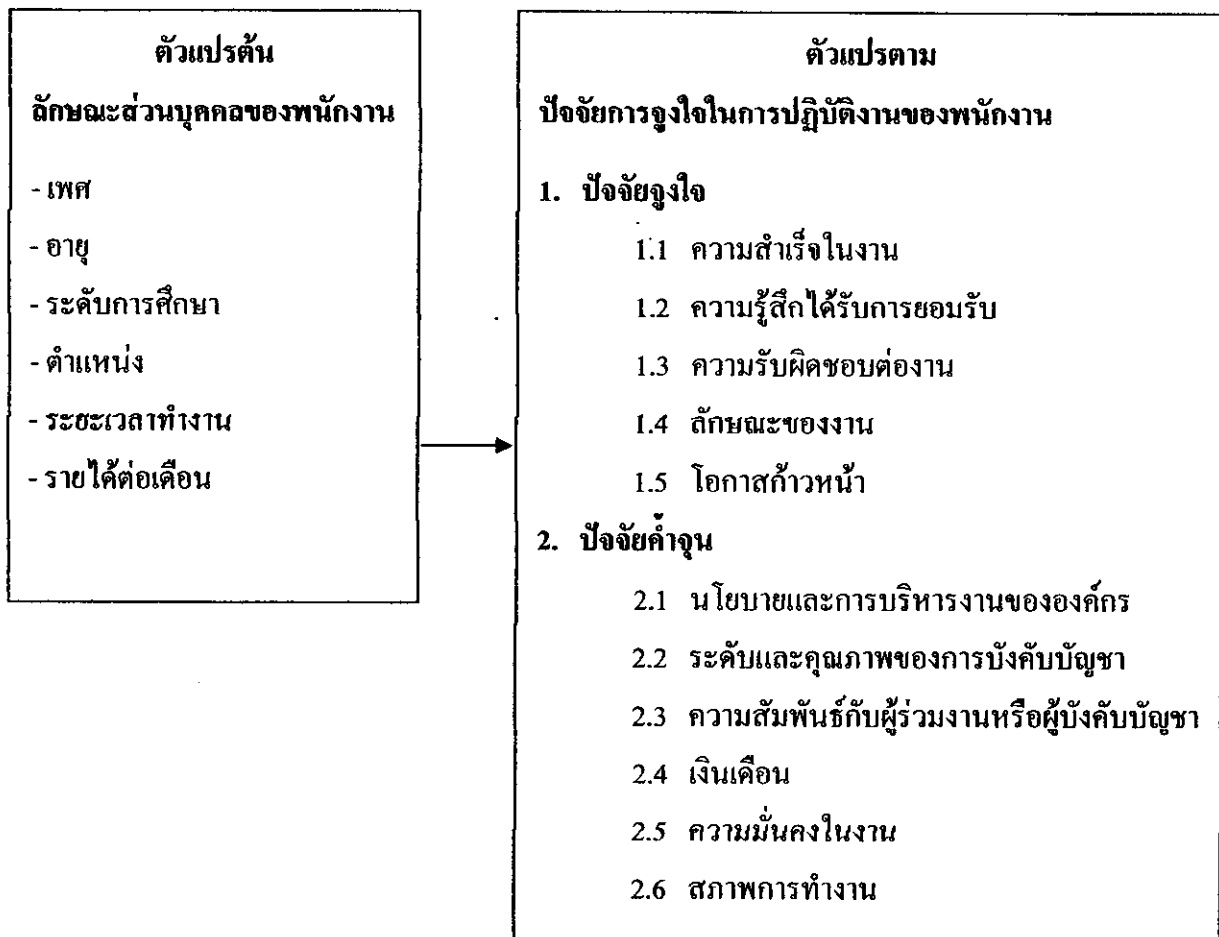 ตัวแปรต้น
ลักษณะส่วนบุคคลของพนักงาน
- เพศ
- อายุ
- ระดับการศึกษา
- ตำแหน่ง
- ระยะเวลาทำงาน
- รายได้ต่อเดือน
ตัวแปรตาม
ปัจจัยการจูงใจในการปฏิบัติงานของพนักงาน
1. ปัจจัยจูงใจ
1.1 ความสำเร็จในงาน
1.2 ความรู้สึกได้รับการยอมรับ
1.3 ความรับผิดชอบต่องาน
1.4 ลักษณะของงาน
1.5 โอกาสก้าวหน้า
2. ปัจจัยค้ำจุน
2.1 นโยบายและการบริหารงานขององค์กร
2.2 ระดับและคุณภาพของการบังคับบัญชา
2.3 ความสัมพันธ์กับผู้ร่วมงานหรือผู้บังคับบัญชา
2.4 เงินเดือน
2.5 ความมั่นคงในงาน
2.6 สภาพการทำงาน